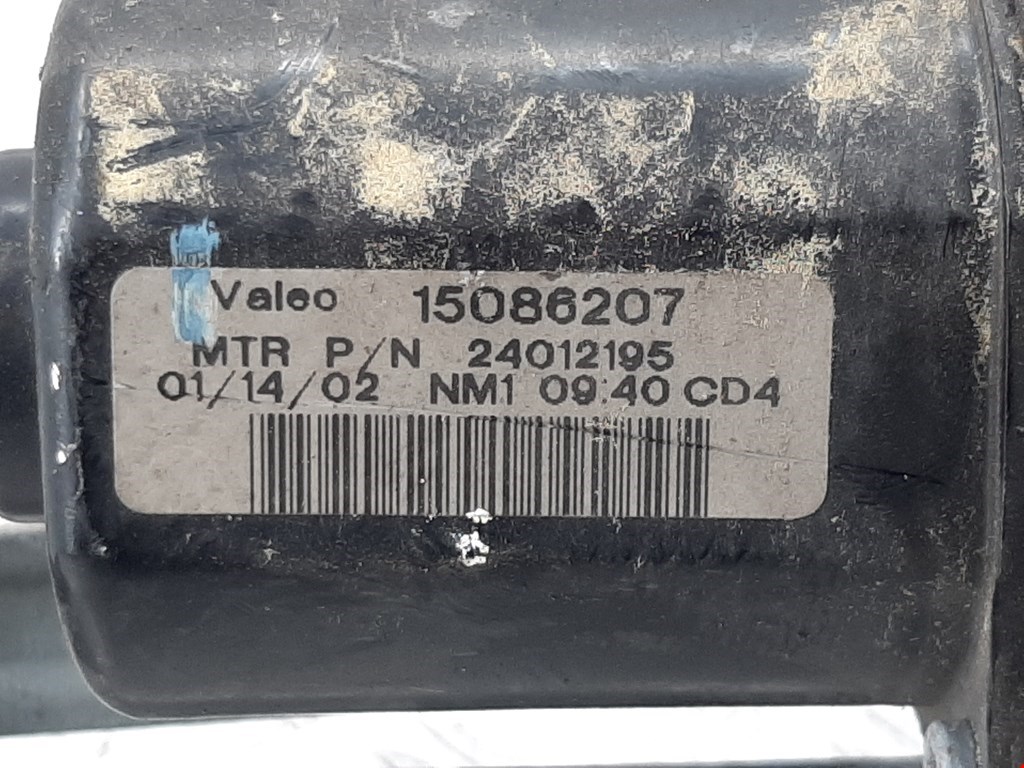 Valeo 15086207
MTR P/N 24012195
01/14/02 NM1 09:40 CD4